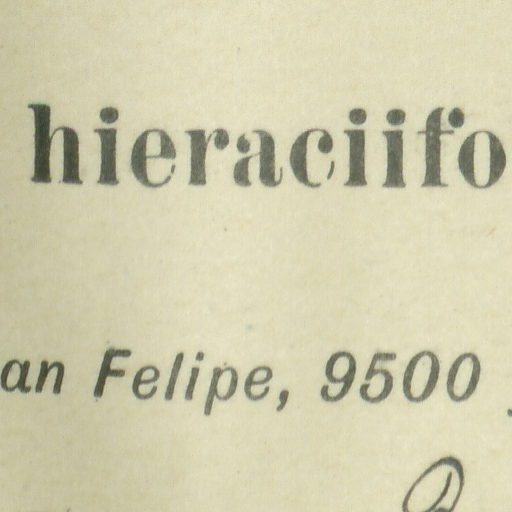 hieraciifo
an Felipe, 9500